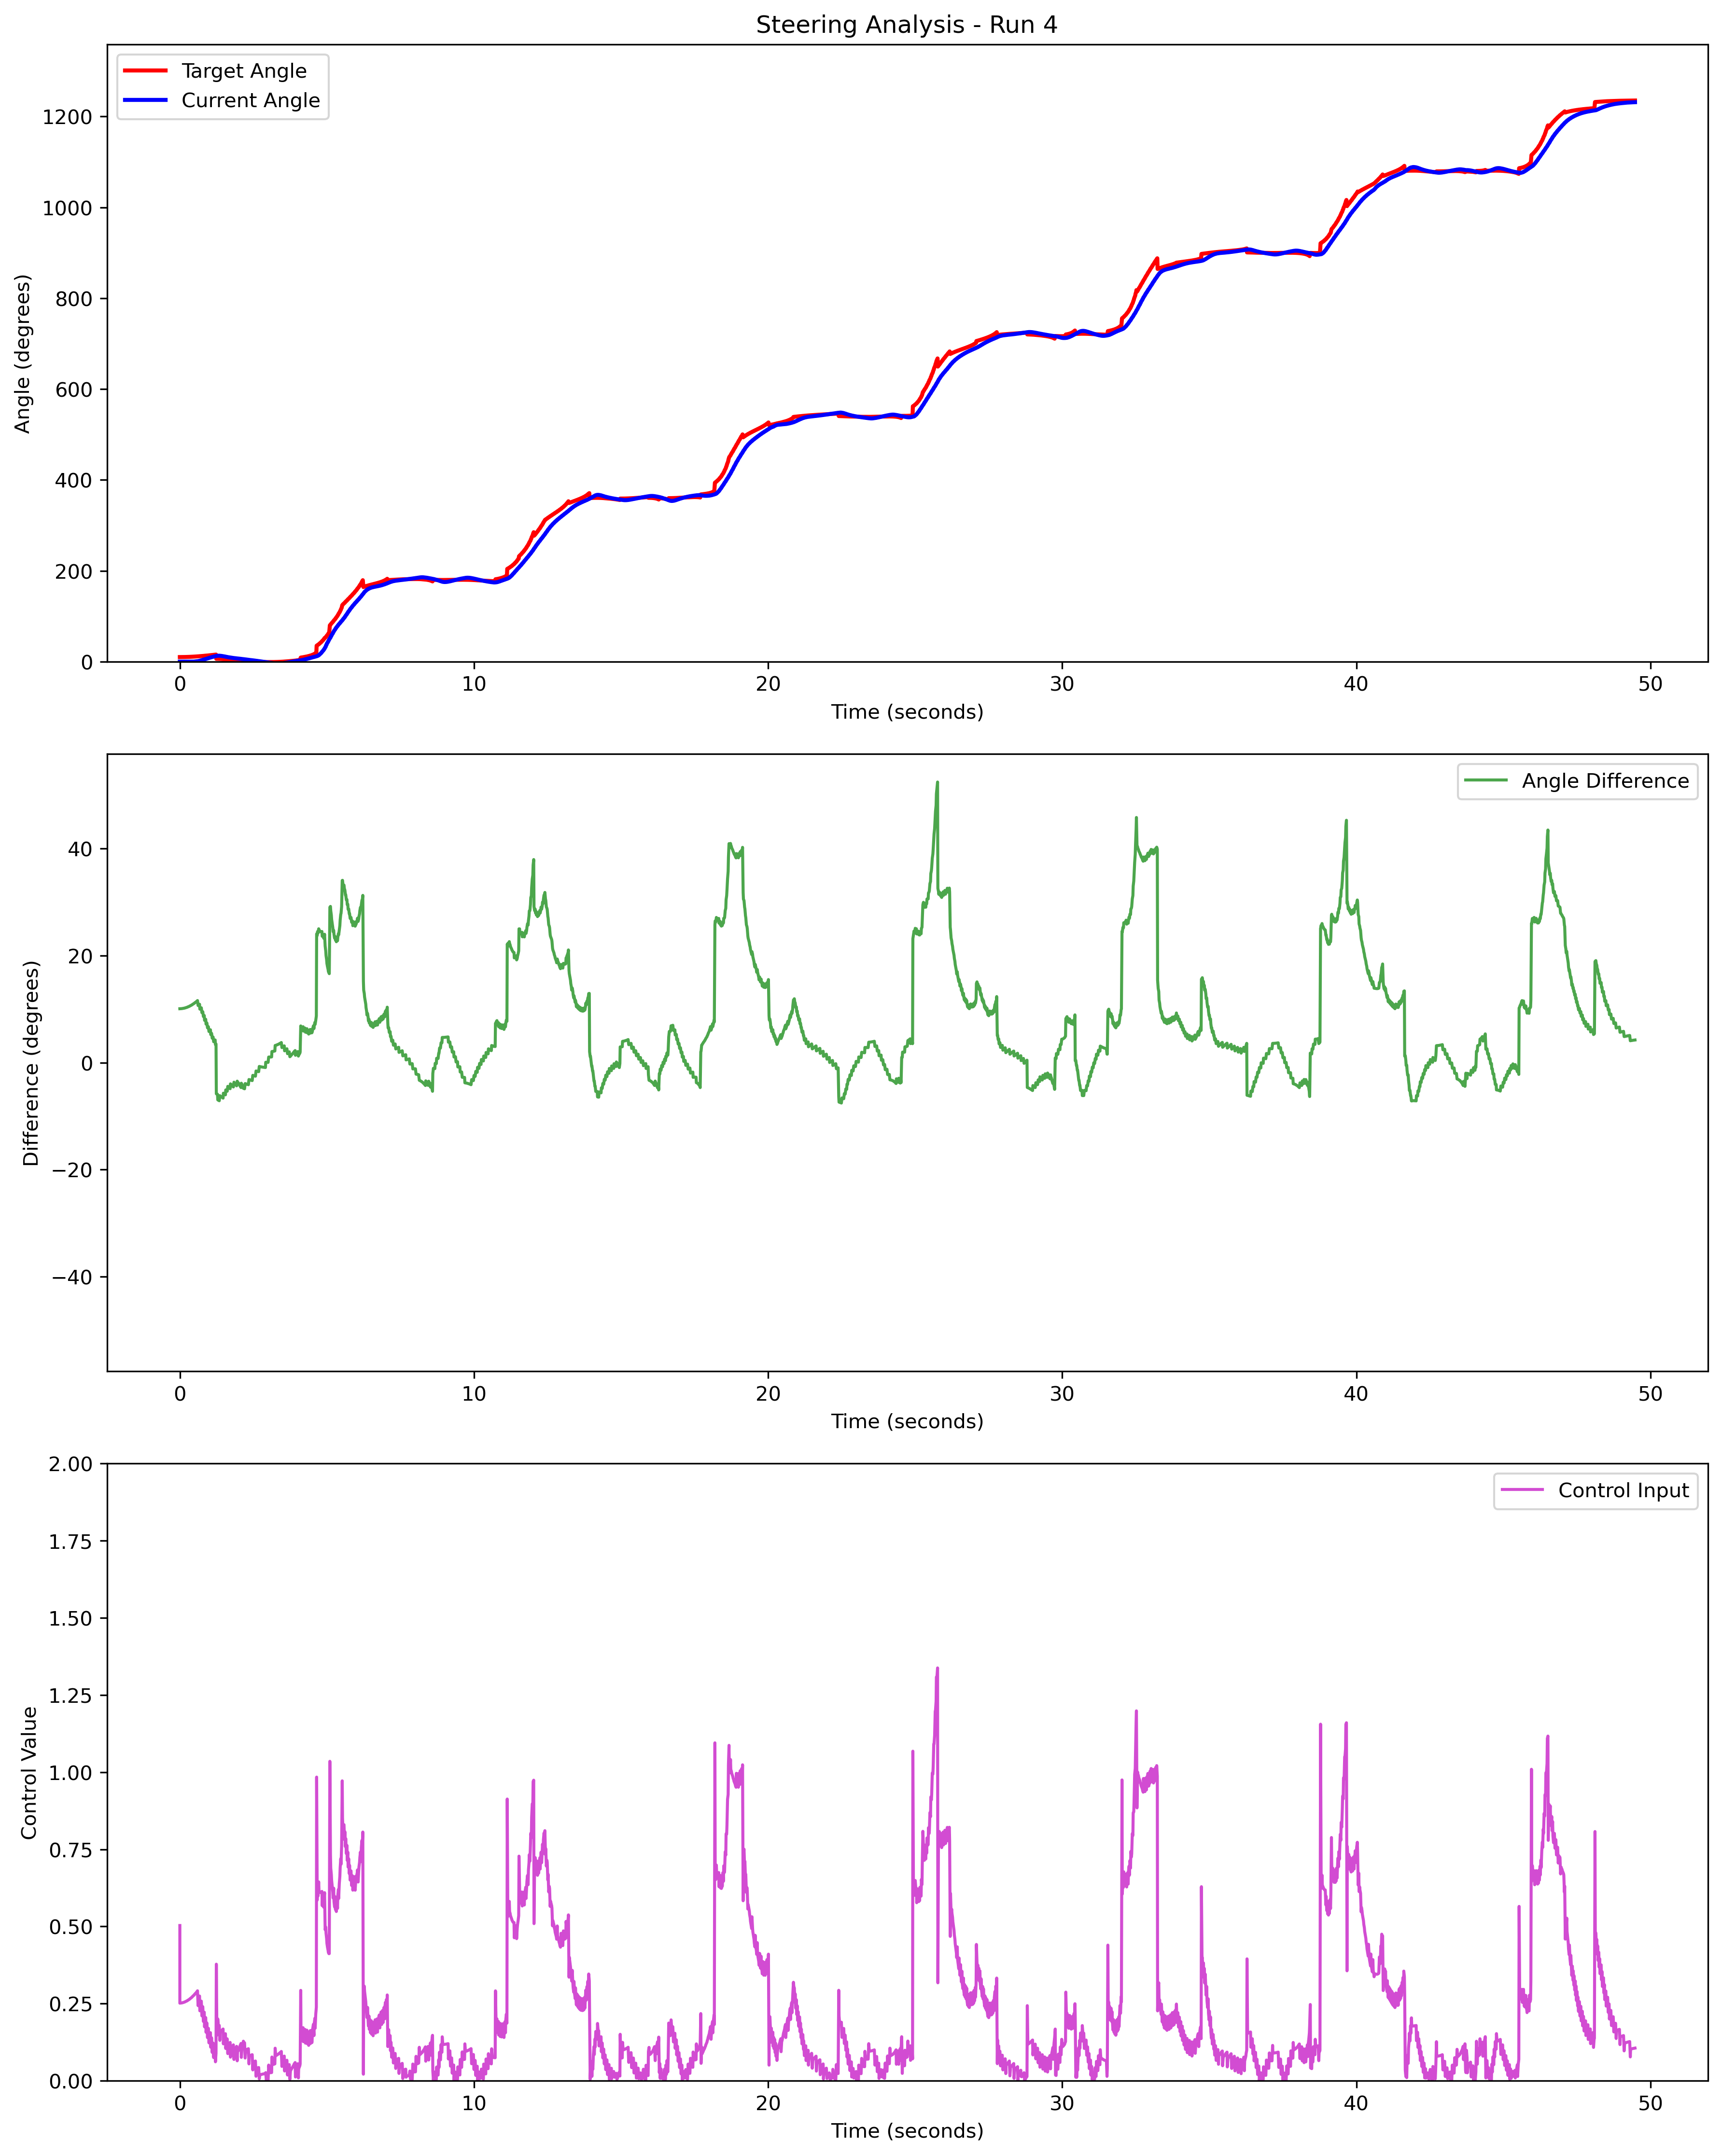 Steering Analysis - Run 4
Target Angle
Current Angle
Angle (degrees)
1200
1000
800
600
400
200
0
0 10 20 30 40 50
Time (seconds)
Angle Difference
Difference (degrees)
40
20
0
−20
−40
0 10 20 30 40 50
Time (seconds)
Control Input
Control Value
2.00
1.75
1.50
1.25
1.00
0.75
0.50
0.25
0.00
0 10 20 30 40 50
Time (seconds)